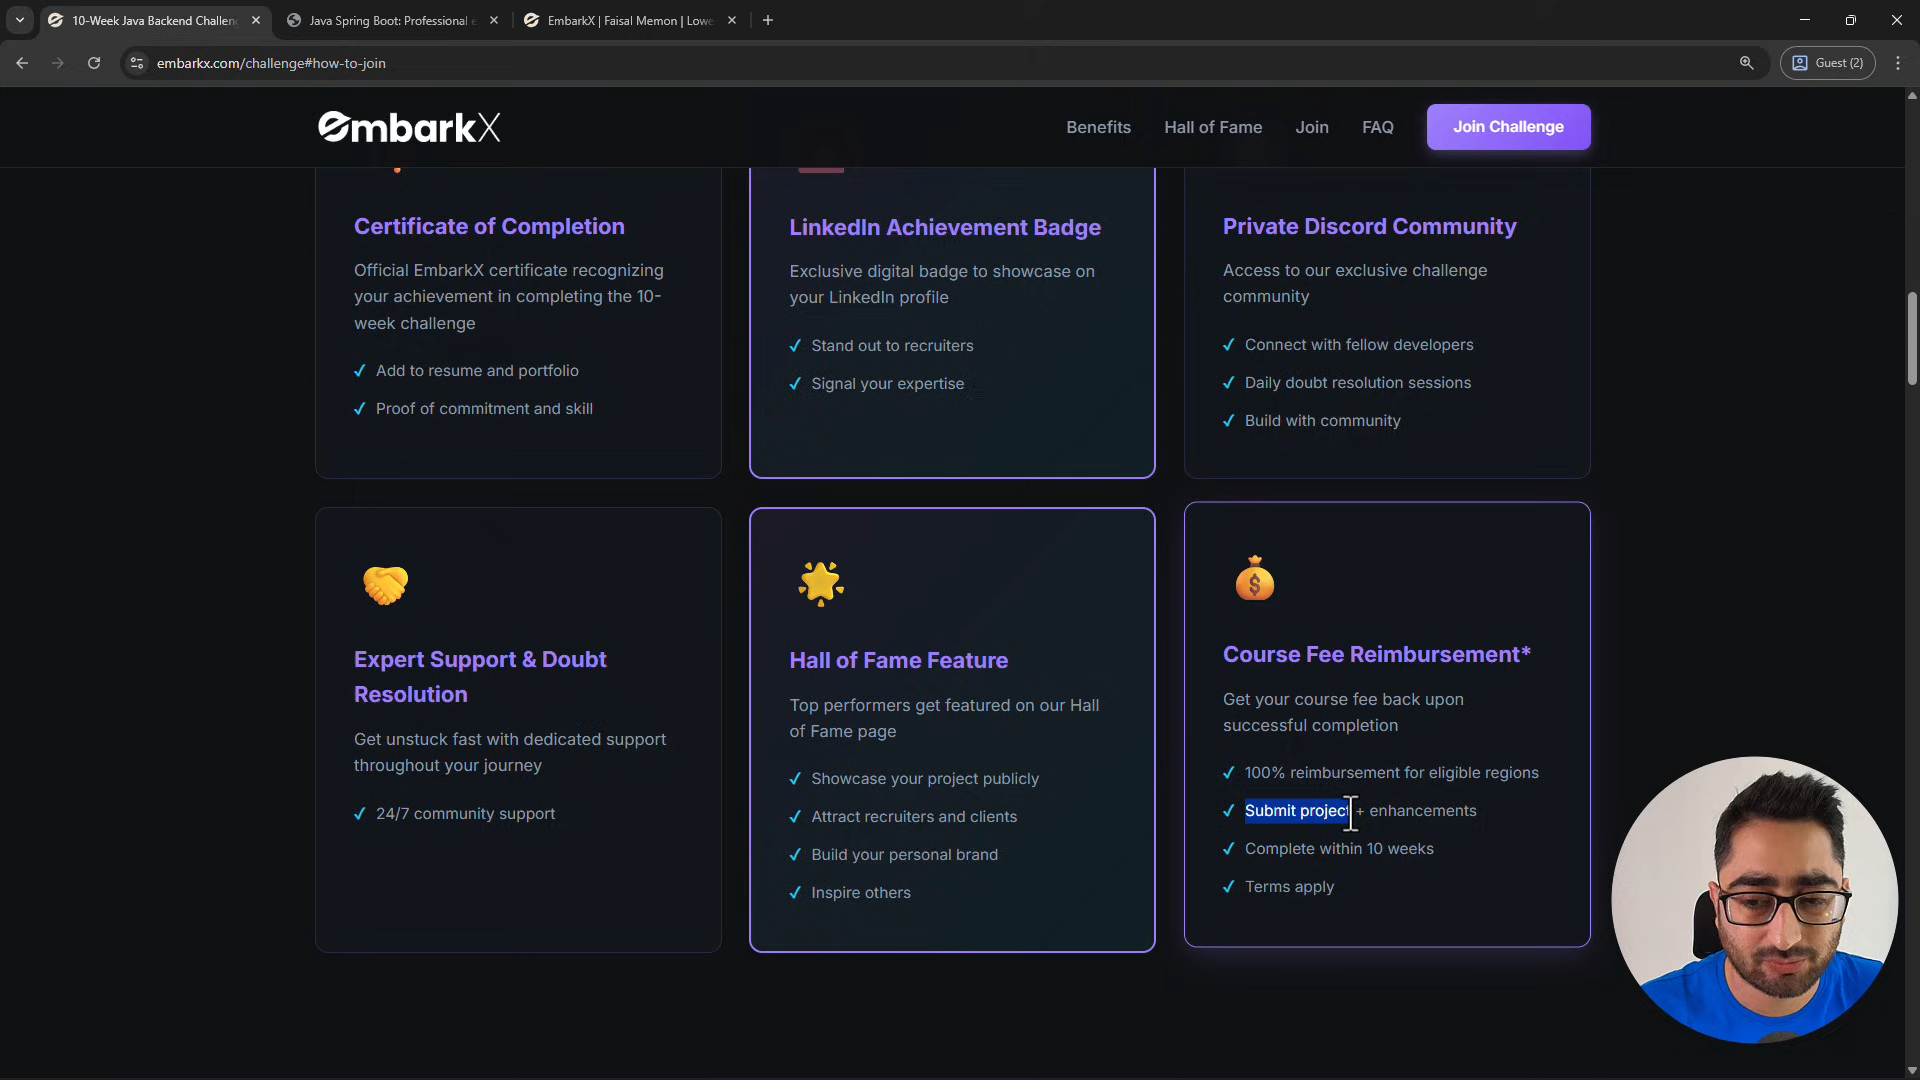 10-Week Java Backend Challen
Java Spring Boot: Professional
EmbarkX | Faisal Memon | Lowe
embarkx.com/challenge#how-to-join
Guest (2)
EmbarkX
Benefits
Hall of Fame
Join
FAQ
Join Challenge
Certificate of Completion
Official EmbarkX certificate recognizing
your achievement in completing the 10-
week challenge
✓ Add to resume and portfolio
✓ Proof of commitment and skill
LinkedIn Achievement Badge
Exclusive digital badge to showcase on
your LinkedIn profile
✓ Stand out to recruiters
✓ Signal your expertise
Private Discord Community
Access to our exclusive challenge
community
✓ Connect with fellow developers
✓ Daily doubt resolution sessions
✓ Build with community
Expert Support & Doubt
Resolution
Get unstuck fast with dedicated support
throughout your journey
✓ 24/7 community support
Hall of Fame Feature
Top performers get featured on our Hall
of Fame page
✓ Showcase your project publicly
✓ Attract recruiters and clients
✓ Build your personal brand
✓ Inspire others
Course Fee Reimbursement*
Get your course fee back upon
successful completion
✓ 100% reimbursement for eligible regions
✓ Submit project + enhancements
✓ Complete within 10 weeks
✓ Terms apply